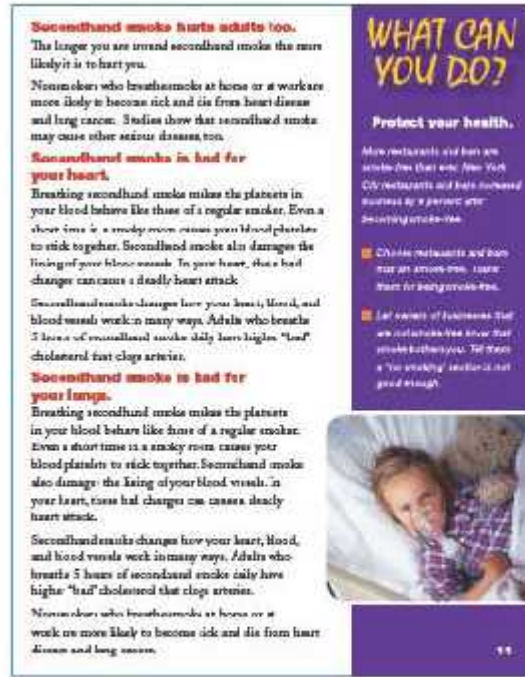 Secondhand smoke hurts adults too.
The longer you are around secondhand smoke the more
likely it is to hurt you.
Nonsmokers who breathe smoke at home or at work are
more likely to become sick and die from heart disease
and lung cancer. Studies show that secondhand smoke
may cause other serious diseases, too.
Secondhand smoke is bad for
your heart.
Breathing secondhand smoke makes the platelets in
your blood behave like those of a regular smoker. Even a
short time in a smoky room causes your blood platelets
to stick together. Secondhand smoke also damages the
lining of your blood vessels. In your heart, these bad
changes can cause a deadly heart attack.
Secondhand smoke changes how your heart, blood, and
blood vessels work in many ways. Adults who breathe
5 hours of secondhand smoke daily have higher "bad"
cholesterol that clogs arteries.
Secondhand smoke is bad for
your lungs.
Breathing secondhand smoke makes the platelets
in your blood behave like those of a regular smoker.
Even a short time in a smoky room causes your
blood platelets to stick together. Secondhand smoke
also damages the lining of your blood vessels. In
your heart, these bad changes can cause a deadly
heart attack.
Secondhand smoke changes how your heart, blood,
and blood vessels work in many ways. Adults who
breathe 5 hours of secondhand smoke daily have
higher "bad" cholesterol that clogs arteries.
Nonsmokers who breathe smoke at home or at
work are more likely to become sick and die from heart
disease and lung cancer.
WHAT CAN
YOU DO?
Protect your health.
More restaurants and bars are
smoke-free than ever. New York
City restaurants and bars increased
business by 9 percent after
becoming smoke-free.
Choose restaurants and bars
that are smoke-free. Thank
them for being smoke-free.
Let owners of businesses that
are not smoke-free know that
smoke bothers you. Tell them
a "no smoking" section is not
good enough.
11